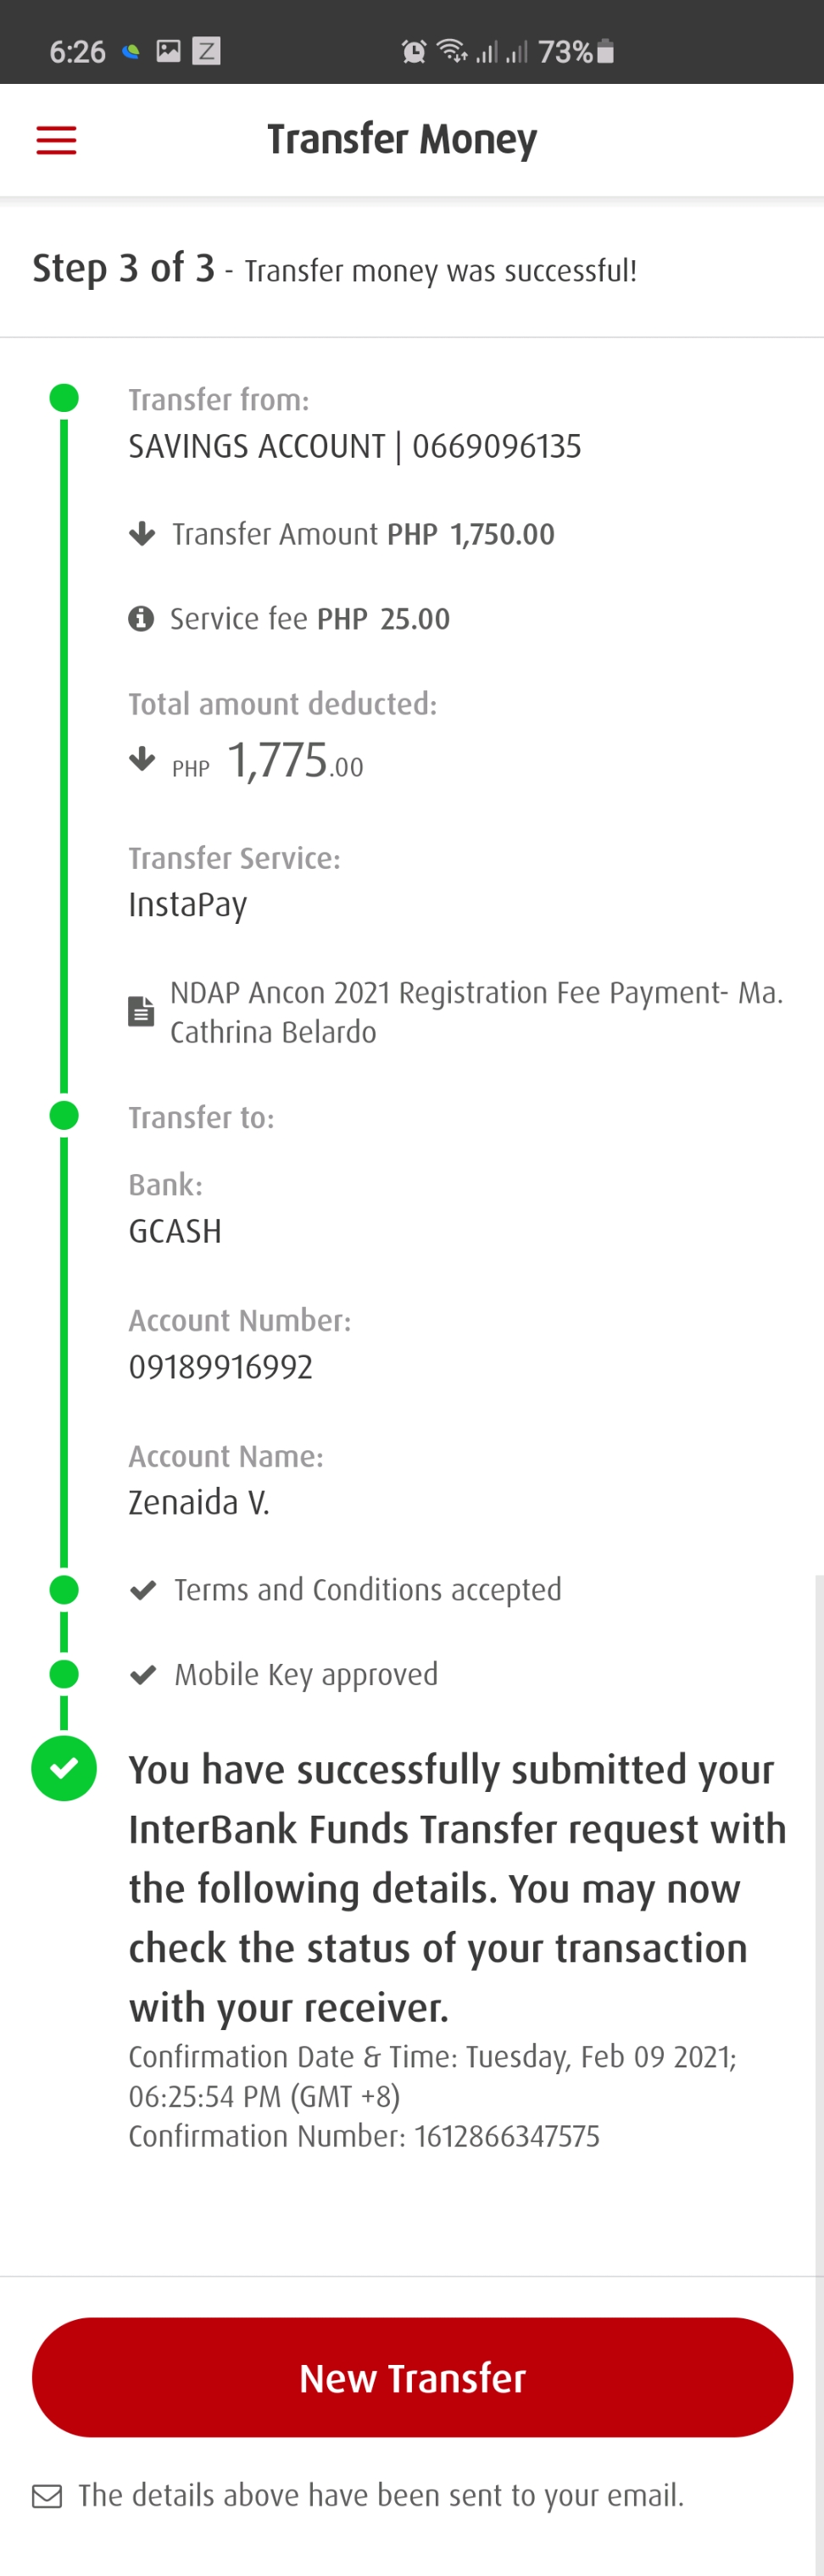 6:26 Z 73%
Transfer Money
Step 3 of 3 - Transfer money was successful!
Transfer from:
SAVINGS ACCOUNT | 0669096135
Transfer Amount PHP 1,750.00
Service fee PHP 25.00
Total amount deducted:
PHP 1,775.00
Transfer Service:
InstaPay
NDAP Ancon 2021 Registration Fee Payment- Ma.
Cathrina Belardo
Transfer to:
Bank:
GCASH
Account Number:
09189916992
Account Name:
Zenaida V.
Terms and Conditions accepted
Mobile Key approved
You have successfully submitted your
InterBank Funds Transfer request with
the following details. You may now
check the status of your transaction
with your receiver.
Confirmation Date & Time: Tuesday, Feb 09 2021;
06:25:54 PM (GMT +8)
Confirmation Number: 1612866347575
New Transfer
The details above have been sent to your email.